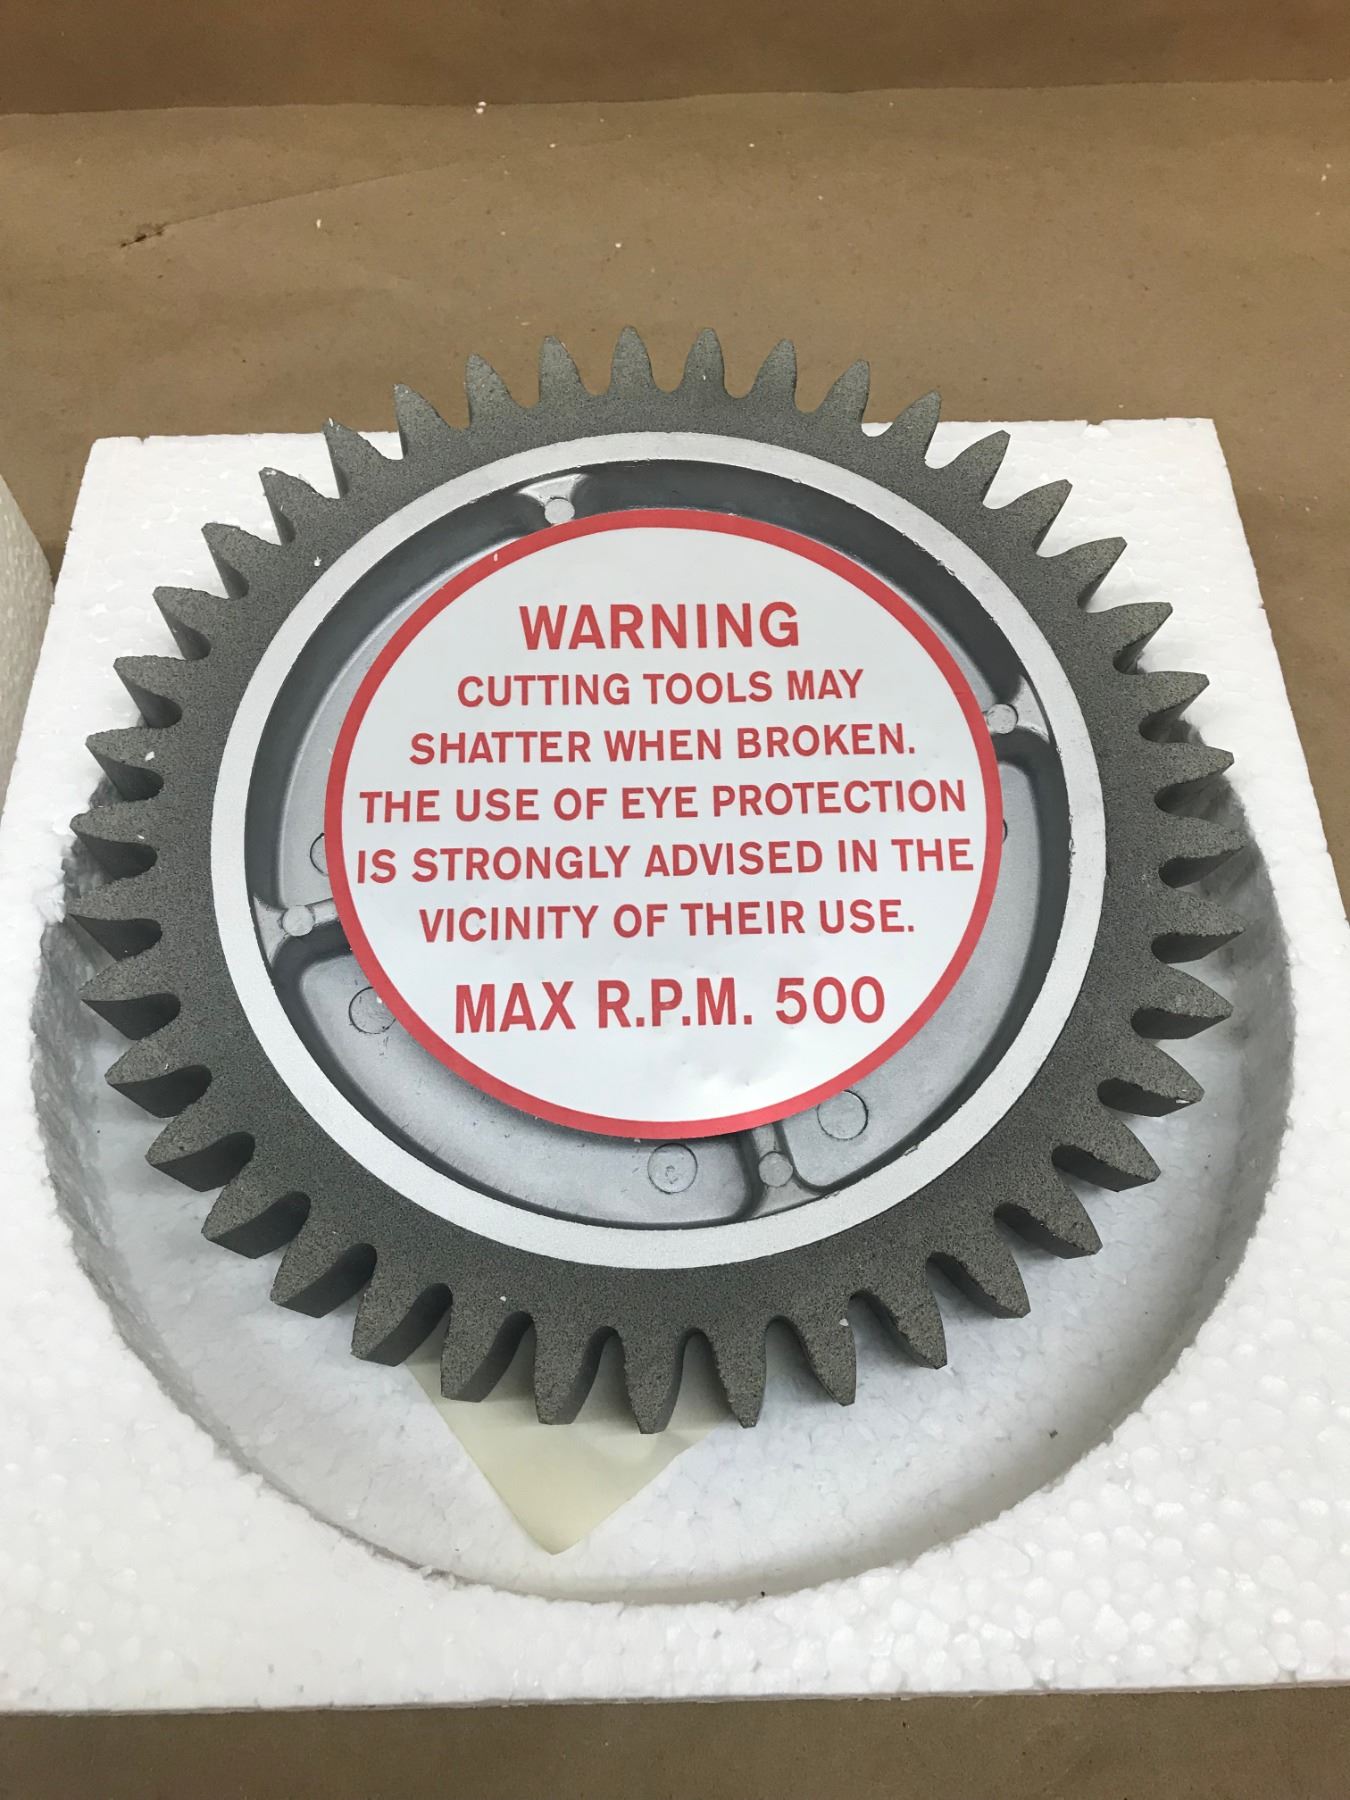 WARNING
CUTTING TOOLS MAY
SHATTER WHEN BROKEN.
THE USE OF EYE PROTECTION
IS STRONGLY ADVISED IN THE
VICINITY OF THEIR USE.
MAX R.P.M. 500